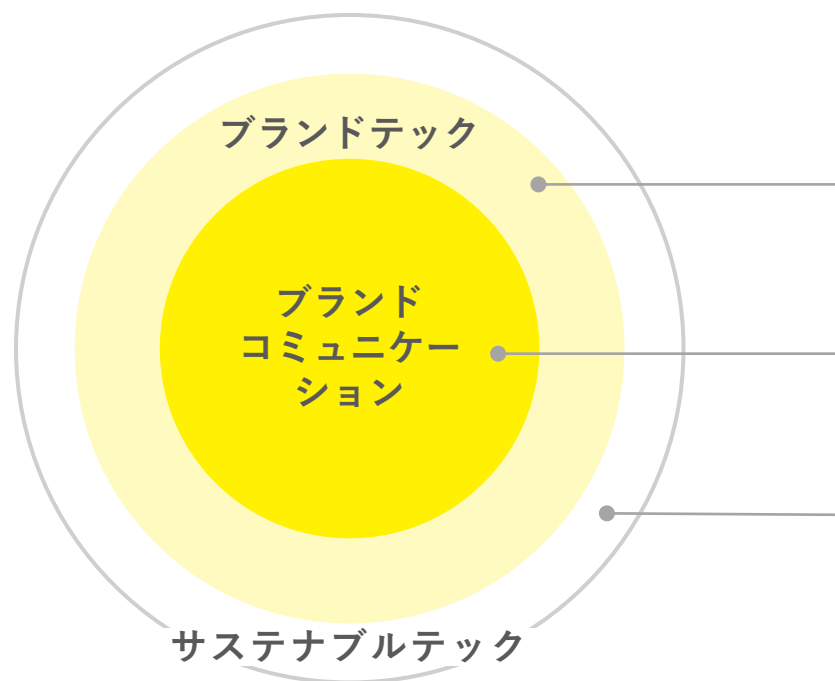 ブランドテック
ブランド
コミュニケー
ション
サステナブルテック